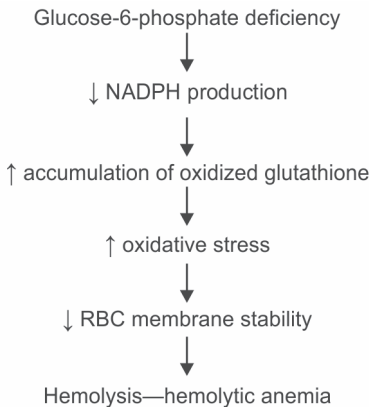 Glucose-6-phosphate deficiency
↓ NADPH production
↑ accumulation of oxidized glutathione
↑ oxidative stress
↓ RBC membrane stability
Hemolysis—hemolytic anemia